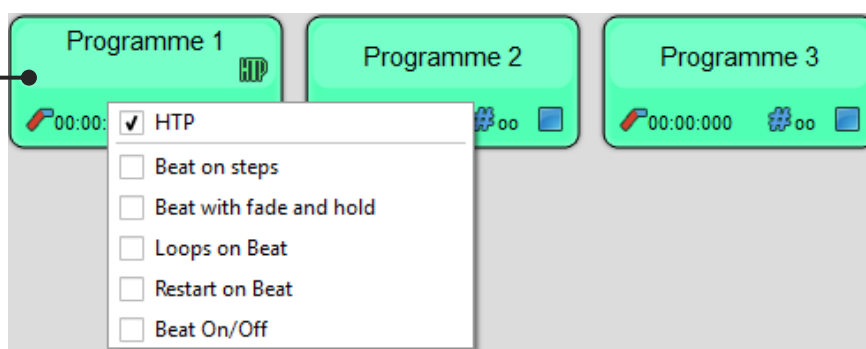 Programme 1
HTP
Programme 2
Programme 3
00:00:
# oo
00:00:000 # oo
HTP
Beat on steps
Beat with fade and hold
Loops on Beat
Restart on Beat
Beat On/Off